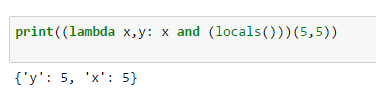 print((lambda x,y: x and (locals()))(5,5))
{'y': 5, 'x': 5}